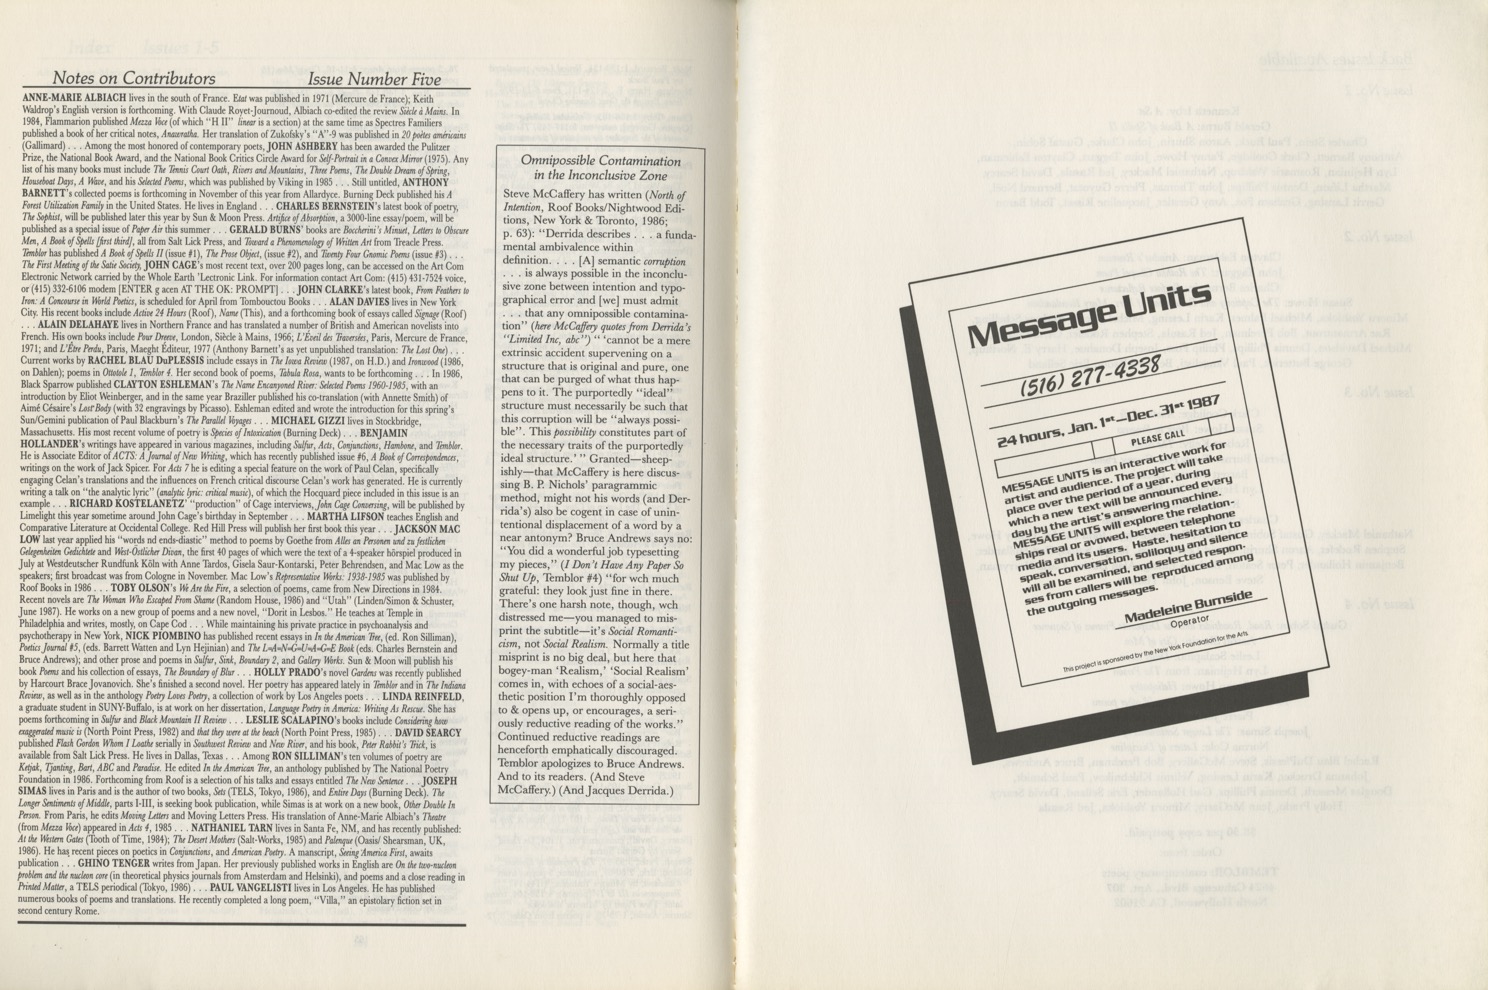 Notes on Contributors Issue Number Five
ANNE-MARIE ALBIACH lives in the south of France. Etat was published in 1971 (Mercure de France); Keith
Waldrop's English version is forthcoming. With Claude Royet-Journoud, Albiach co-edited the review Siècle à Mains. In
1984, Flammarion published Mezza Voce (of which "H II" linear is a section) at the same time as Spectres Familiers
published a book of her critical notes, Anawratha. Her translation of Zukofsky's "A"-9 was published in 20 poètes américains
(Gallimard) . . . Among the most honored of contemporary poets, JOHN ASHBERY has been awarded the Pulitzer
Prize, the National Book Award, and the National Book Critics Circle Award for Self-Portrait in a Convex Mirror (1975). Any
list of his many books must include The Tennis Court Oath, Rivers and Mountains, Three Poems, The Double Dream of Spring,
Houseboat Days, A Wave, and his Selected Poems, which was published by Viking in 1985 . . . Still untitled, ANTHONY
BARNETT's collected poems is forthcoming in November of this year from Allardyce. Burning Deck published his A
Forest Utilization Family in the United States. He lives in England . . . CHARLES BERNSTEIN's latest book of poetry,
The Sophist, will be published later this year by Sun & Moon Press. Artifice of Absorption, a 3000-line essay/poem, will be
published as a special issue of Paper Air this summer . . . GERALD BURNS' books are Boccherini's Minuet, Letters to Obscure
Men, A Book of Spells [first third], all from Salt Lick Press, and Toward a Phenomenology of Written Art from Treacle Press.
Temblor has published A Book of Spells II (issue #1), The Prose Object, (issue #2), and Twenty Four Gnomic Poems (issue #3) . . .
The First Meeting of the Satie Society, JOHN CAGE's most recent text, over 200 pages long, can be accessed on the Art Com
Electronic Network carried by the Whole Earth 'Lectronic Link. For information contact Art Com: (415) 431-7524 voice,
or (415) 332-6106 modem [ENTER g acen AT THE OK: PROMPT] . . . JOHN CLARKE's latest book, From Feathers to
Iron: A Concourse in World Poetics, is scheduled for April from Tombouctou Books . . . ALAN DAVIES lives in New York
City. His recent books include Active 24 Hours (Roof), Name (This), and a forthcoming book of essays called Signage (Roof)
. . . ALAIN DELAHAYE lives in Northern France and has translated a number of British and American novelists into
French. His own books include Pour Dreeve, London, Siècle à Mains, 1966; L'Éveil des Traversées, Paris, Mercure de France,
1971; and L'Être Perdu, Paris, Maeght Éditeur, 1977 (Anthony Barnett's as yet unpublished translation: The Lost One) . . .
Current works by RACHEL BLAU DuPLESSIS include essays in The Iowa Review (1987, on H.D.) and Ironwood (1986,
on Dahlen); poems in Ottotole 1, Temblor 4. Her second book of poems, Tabula Rosa, wants to be forthcoming . . . In 1986,
Black Sparrow published CLAYTON ESHLEMAN's The Name Encanyoned River: Selected Poems 1960-1985, with an
introduction by Eliot Weinberger, and in the same year Braziller published his co-translation (with Annette Smith) of
Aimé Césaire's Lost Body (with 32 engravings by Picasso). Eshleman edited and wrote the introduction for this spring's
Sun/Gemini publication of Paul Blackburn's The Parallel Voyages . . . MICHAEL GIZZI lives in Stockbridge,
Massachusetts. His most recent volume of poetry is Species of Intoxication (Burning Deck) . . . BENJAMIN
HOLLANDER's writings have appeared in various magazines, including Sulfur, Acts, Conjunctions, Hambone, and Temblor.
He is Associate Editor of ACTS: A Journal of New Writing, which has recently published issue #6, A Book of Correspondences,
writings on the work of Jack Spicer. For Acts 7 he is editing a special feature on the work of Paul Celan, specifically
engaging Celan's translations and the influences on French critical discourse Celan's work has generated. He is currently
writing a talk on "the analytic lyric" (analytic lyric: critical music), of which the Hocquard piece included in this issue is an
example . . . RICHARD KOSTELANETZ' "production" of Cage interviews, John Cage Conversing, will be published by
Limelight this year sometime around John Cage's birthday in September . . . MARTHA LIFSON teaches English and
Comparative Literature at Occidental College. Red Hill Press will publish her first book this year . . . JACKSON MAC
LOW last year applied his "words nd ends-diastic" method to poems by Goethe from Alles an Personen und zu festlichen
Gelegenheiten Gedichtete and West-Östlicher Divan, the first 40 pages of which were the text of a 4-speaker hörspiel produced in
July at Westdeutscher Rundfunk Köln with Anne Tardos, Gisela Saur-Kontarski, Peter Behrendsen, and Mac Low as the
speakers; first broadcast was from Cologne in November. Mac Low's Representative Works: 1938-1985 was published by
Roof Books in 1986 . . . TOBY OLSON's We Are the Fire, a selection of poems, came from New Directions in 1984.
Recent novels are The Woman Who Escaped From Shame (Random House, 1986) and "Utah" (Linden/Simon & Schuster,
June 1987). He works on a new group of poems and a new novel, "Dorit in Lesbos." He teaches at Temple in
Philadelphia and writes, mostly, on Cape Cod . . . While maintaining his private practice in psychoanalysis and
psychotherapy in New York, NICK PIOMBINO has published recent essays in In the American Tree, (ed. Ron Silliman),
Poetics Journal #5, (eds. Barrett Watten and Lyn Hejinian) and The L=A=N=G=U=A=G=E Book (eds. Charles Bernstein and
Bruce Andrews); and other prose and poems in Sulfur, Sink, Boundary 2, and Gallery Works. Sun & Moon will publish his
book Poems and his collection of essays, The Boundary of Blur . . . HOLLY PRADO's novel Gardens was recently published
by Harcourt Brace Jovanovich. She's finished a second novel. Her poetry has appeared lately in Temblor and in The Indiana
Review, as well as in the anthology Poetry Loves Poetry, a collection of work by Los Angeles poets . . . LINDA REINFELD,
a graduate student in SUNY-Buffalo, is at work on her dissertation, Language Poetry in America: Writing As Rescue. She has
poems forthcoming in Sulfur and Black Mountain II Review . . . LESLIE SCALAPINO's books include Considering how
exaggerated music is (North Point Press, 1982) and that they were at the beach (North Point Press, 1985) . . . DAVID SEARCY
published Flash Gordon Whom I Loathe serially in Southwest Review and New River, and his book, Peter Rabbit's Trick, is
available from Salt Lick Press. He lives in Dallas, Texas . . . Among RON SILLIMAN's ten volumes of poetry are
Ketjak, Tjanting, Bart, ABC and Paradise. He edited In the American Tree, an anthology published by The National Poetry
Foundation in 1986. Forthcoming from Roof is a selection of his talks and essays entitled The New Sentence . . . JOSEPH
SIMAS lives in Paris and is the author of two books, Sets (TELS, Tokyo, 1986), and Entire Days (Burning Deck). The
Longer Sentiments of Middle, parts I-III, is seeking book publication, while Simas is at work on a new book, Other Double In
Person. From Paris, he edits Moving Letters and Moving Letters Press. His translation of Anne-Marie Albiach's Theatre
(from Mezza Voce) appeared in Acts 4, 1985 . . . NATHANIEL TARN lives in Santa Fe, NM, and has recently published:
At the Western Gates (Tooth of Time, 1984); The Desert Mothers (Salt-Works, 1985) and Palenque (Oasis/ Shearsman, UK,
1986). He has recent pieces on poetics in Conjunctions, and American Poetry. A manuscript, Seeing America First, awaits
publication . . . GHINO TENGER writes from Japan. Her previously published works in English are On the two-nucleon
problem and the nucleon core (in theoretical physics journals from Amsterdam and Helsinki), and poems and a close reading in
Printed Matter, a TELS periodical (Tokyo, 1986) . . . PAUL VANGELISTI lives in Los Angeles. He has published
numerous books of poems and translations. He recently completed a long poem, "Villa," an epistolary fiction set in
second century Rome.
Omnipossible Contamination
in the Inconclusive Zone
Steve McCaffery has written (North of
Intention, Roof Books/Nightwood Edi-
tions, New York & Toronto, 1986;
p. 63): "Derrida describes . . . a funda-
mental ambivalence within
definition. . . . [A] semantic corruption
. . . is always possible in the inconclu-
sive zone between intention and typo-
graphical error and [we] must admit
. . . that any omnipossible contamina-
tion" (here McCaffery quotes from Derrida's
"Limited Inc, abc") " 'cannot be a mere
extrinsic accident supervening on a
structure that is original and pure, one
that can be purged of what thus hap-
pens to it. The purportedly "ideal"
structure must necessarily be such that
this corruption will be "always possi-
ble". This possibility constitutes part of
the necessary traits of the purportedly
ideal structure.' " Granted—sheep-
ishly—that McCaffery is here discus-
sing B. P. Nichols' paragrammic
method, might not his words (and Der-
rida's) also be cogent in case of unin-
tentional displacement of a word by a
near antonym? Bruce Andrews says no:
"You did a wonderful job typesetting
my pieces," (I Don't Have Any Paper So
Shut Up, Temblor #4) "for wch much
grateful: they look just fine in there.
There's one harsh note, though, wch
distressed me—you managed to mis-
print the subtitle—it's Social Romanti-
cism, not Social Realism. Normally a title
misprint is no big deal, but here that
bogey-man 'Realism,' 'Social Realism'
comes in, with echoes of a social-aes-
thetic position I'm thoroughly opposed
to & opens up, or encourages, a seri-
ously reductive reading of the works."
Continued reductive readings are
henceforth emphatically discouraged.
Temblor apologizes to Bruce Andrews.
And to its readers. (And Steve
McCaffery.) (And Jacques Derrida.)
Message Units
(516) 277-4338
24 hours, Jan. 1st—Dec. 31st 1987
PLEASE CALL
MESSAGE UNITS is an interactive work for
artist and audience. The project will take
place over the period of a year, during
which a new text will be announced every
day by the artist's answering machine.
MESSAGE UNITS will explore the relation-
ships real or avowed, between telephone
media and its users. Haste, hesitation to
speak, conversation, soliloquy and silence
will all be examined, and selected respon-
ses from callers will be reproduced among
the outgoing messages.
Madeleine Burnside
Operator
This project is sponsored by the New York Foundation for the Arts